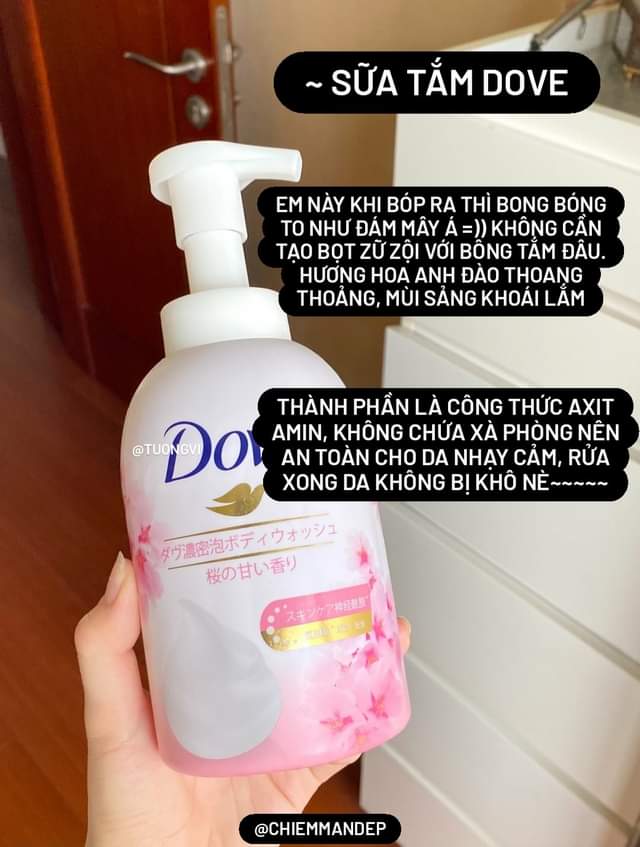 ~ SỮA TẮM DOVE
EM NÀY KHI BÓP RA THÌ BONG BÓNG
TO NHƯ ĐÁM MÂY Á =)) KHÔNG CẦN
TẠO BỌT ZỮ ZỘI VỚI BÔNG TẮM ĐÂU.
HƯƠNG HOA ANH ĐÀO THOANG
THOẢNG, MÙI SẢNG KHOÁI LẮM
THÀNH PHẦN LÀ CÔNG THỨC AXIT
AMIN, KHÔNG CHỨA XÀ PHÒNG NÊN
AN TOÀN CHO DA NHẠY CẢM, RỬA
XONG DA KHÔNG BỊ KHÔ NÈ~~~~~
@TUONGVI
Dov
ダヴ濃密泡ボディウォッシュ
桜の甘い香り
スキンケア
@CHIEMMANDEP